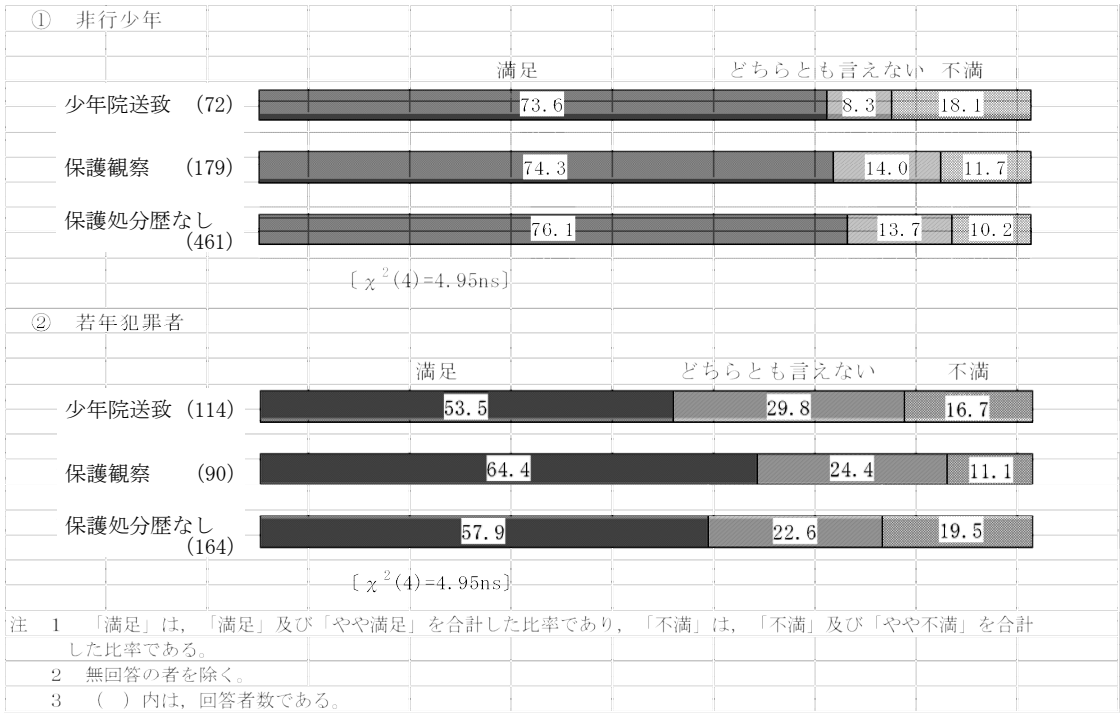 ① 非行少年
満足 どちらとも言えない 不満
少年院送致 (72) 73.6 8.3 18.1
保護観察 (179) 74.3 14.0 11.7
保護処分歴なし
(461) 76.1 13.7 10.2
〔χ²(4)=4.95ns〕
② 若年犯罪者
満足 どちらとも言えない 不満
少年院送致 (114) 53.5 29.8 16.7
保護観察 (90) 64.4 24.4 11.1
保護処分歴なし
(164) 57.9 22.6 19.5
〔χ²(4)=4.95ns〕
注 1 「満足」は，「満足」及び「やや満足」を合計した比率であり，「不満」は，「不満」及び「やや不満」を合計
した比率である。
2 無回答の者を除く。
3 （ ）内は，回答者数である。